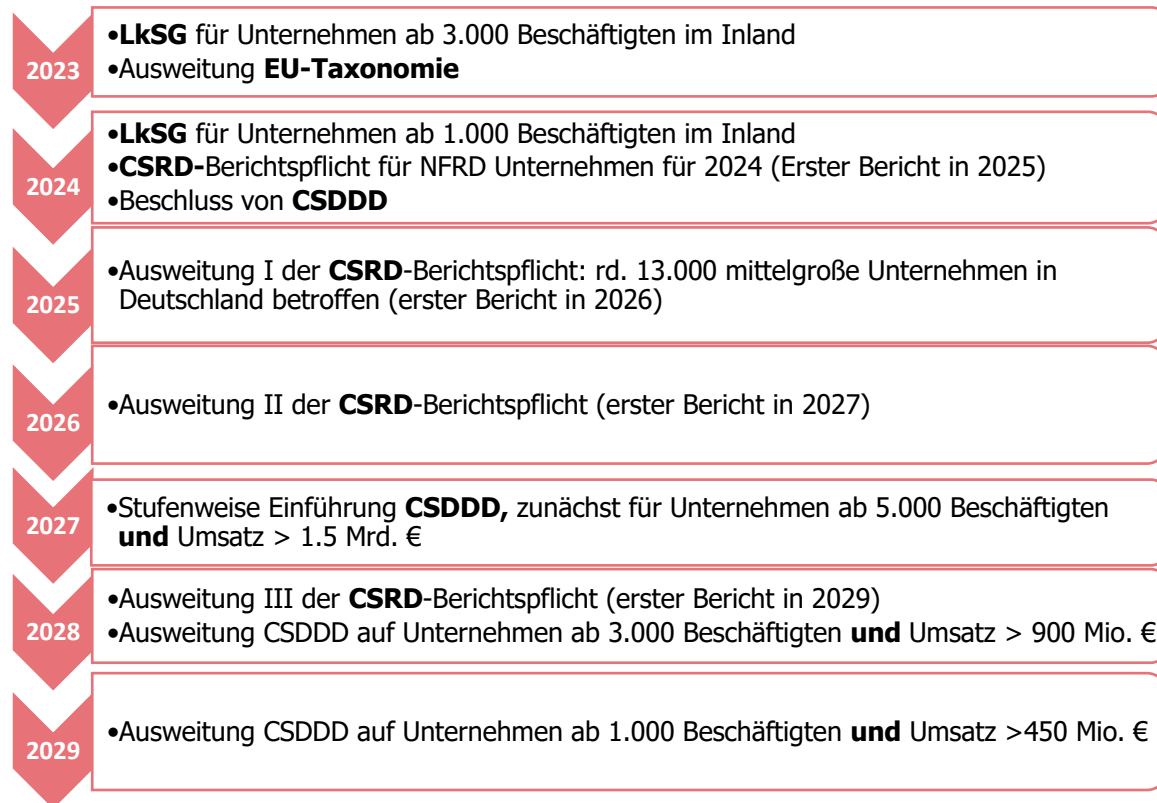 2023
•LkSG für Unternehmen ab 3.000 Beschäftigten im Inland
•Ausweitung EU-Taxonomie
2024
•LkSG für Unternehmen ab 1.000 Beschäftigten im Inland
•CSRD-Berichtspflicht für NFRD Unternehmen für 2024 (Erster Bericht in 2025)
•Beschluss von CSDDD
2025
•Ausweitung I der CSRD-Berichtspflicht: rd. 13.000 mittelgroße Unternehmen in
Deutschland betroffen (erster Bericht in 2026)
2026
•Ausweitung II der CSRD-Berichtspflicht (erster Bericht in 2027)
2027
•Stufenweise Einführung CSDDD, zunächst für Unternehmen ab 5.000 Beschäftigten
und Umsatz > 1.5 Mrd. €
2028
•Ausweitung III der CSRD-Berichtspflicht (erster Bericht in 2029)
•Ausweitung CSDDD auf Unternehmen ab 3.000 Beschäftigten und Umsatz > 900 Mio. €
2029
•Ausweitung CSDDD auf Unternehmen ab 1.000 Beschäftigten und Umsatz >450 Mio. €